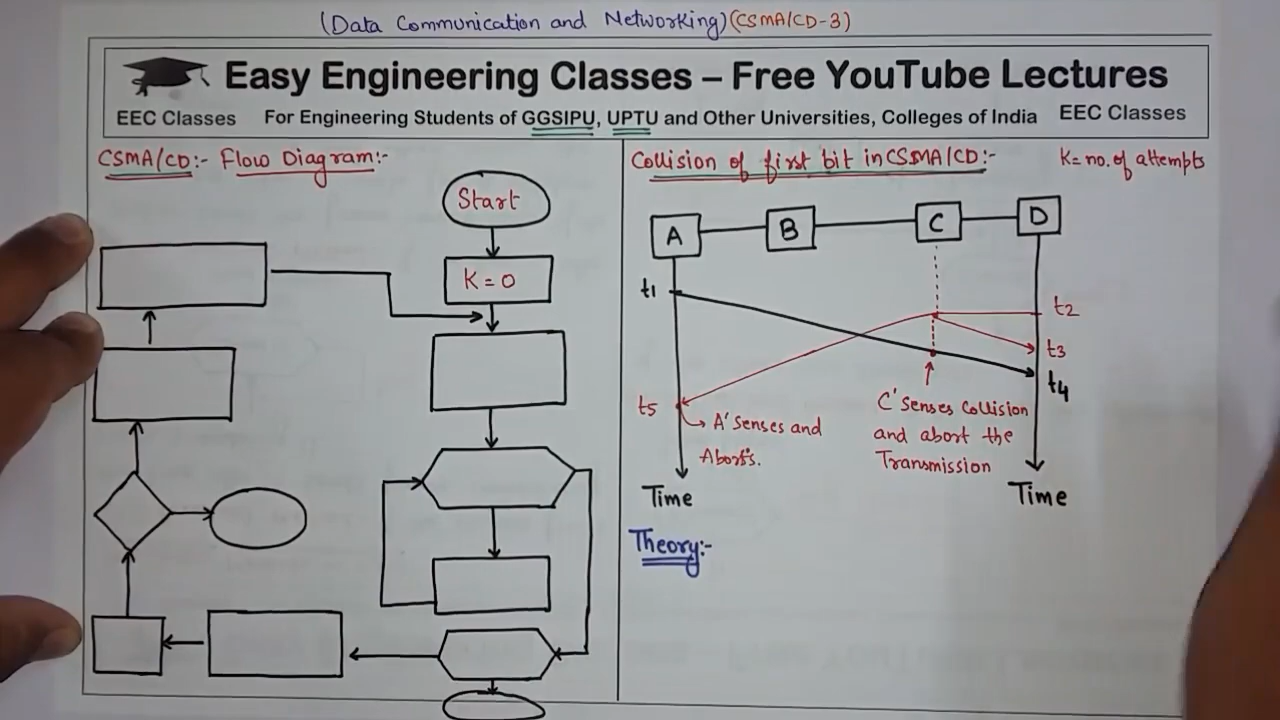 (Data Communication and Networking) (CSMA/CD-3)
Easy Engineering Classes – Free YouTube Lectures
EEC Classes For Engineering Students of GGSIPU, UPTU and Other Universities, Colleges of India EEC Classes
CSMA/CD:- Flow Diagram:-
Start
K = 0
Collision of first bit in CSMA/CD:-
K = no. of attempts
A
B
C
D
t1
t2
t3
t4
t5
A' Senses and
Aborts.
C' Senses Collision
and abort the
Transmission
Time
Time
Theory:-